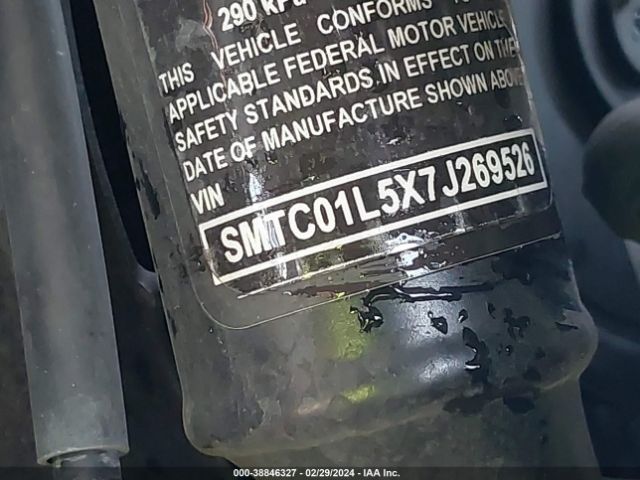 290 kPa
THIS VEHICLE CONFORMS TO
APPLICABLE FEDERAL MOTOR VEHICLE
SAFETY STANDARDS IN EFFECT ON THE
DATE OF MANUFACTURE SHOWN ABOVE
VIN
SMTC01L5X7J269526
000-38846327 - 02/29/2024 - IAA Inc.